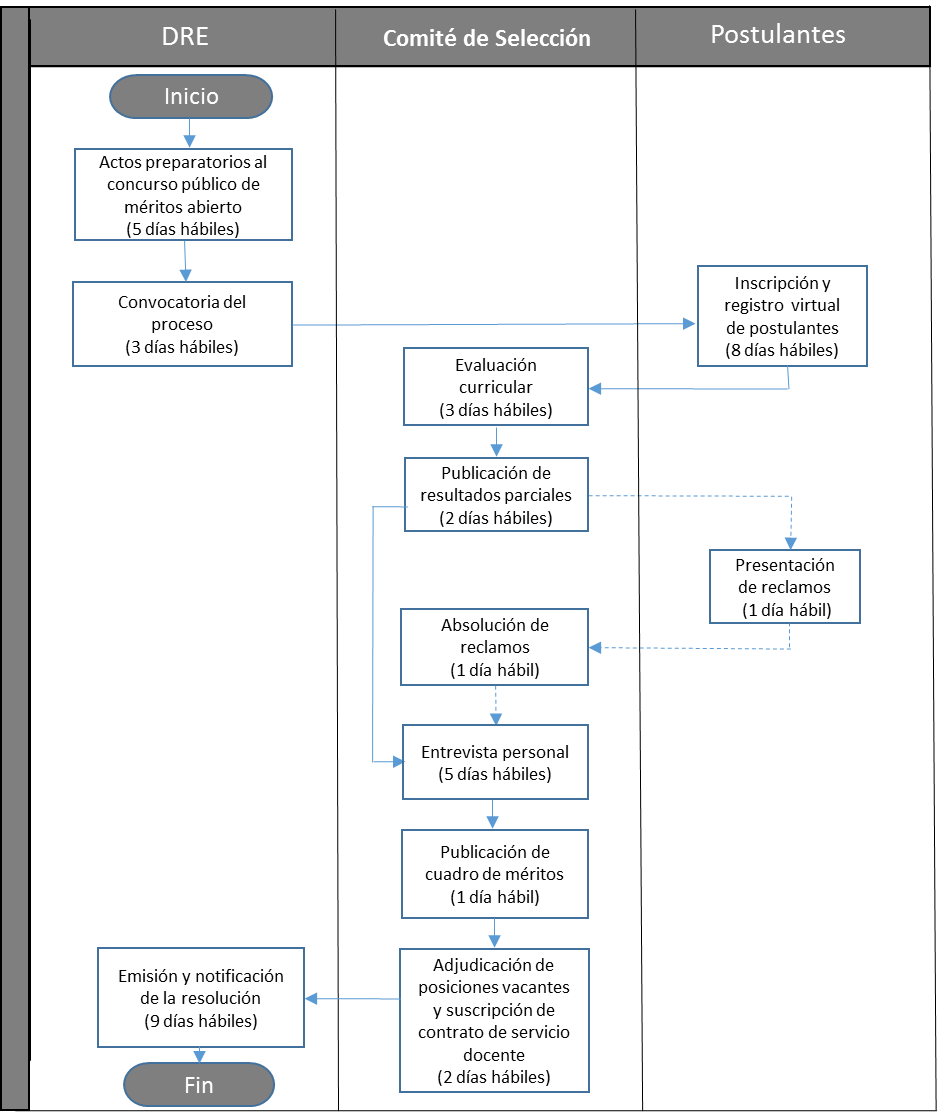 DRE
Comité de Selección
Postulantes
Inicio
Actos preparatorios al
concurso público de
méritos abierto
(5 días hábiles)
Convocatoria del
proceso
(3 días hábiles)
Inscripción y
registro virtual
de postulantes
(8 días hábiles)
Evaluación
curricular
(3 días hábiles)
Publicación de
resultados parciales
(2 días hábiles)
Presentación
de reclamos
(1 día hábil)
Absolución de
reclamos
(1 día hábil)
Entrevista personal
(5 días hábiles)
Publicación de
cuadro de méritos
(1 día hábil)
Adjudicación de
posiciones vacantes
y suscripción de
contrato de servicio
docente
(2 días hábiles)
Emisión y notificación
de la resolución
(9 días hábiles)
Fin